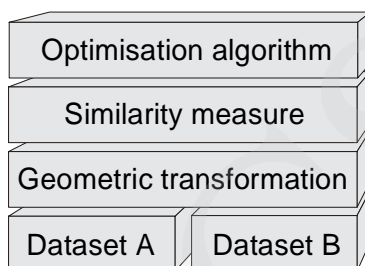 Optimisation algorithm
Similarity measure
Geometric transformation
Dataset A Dataset B